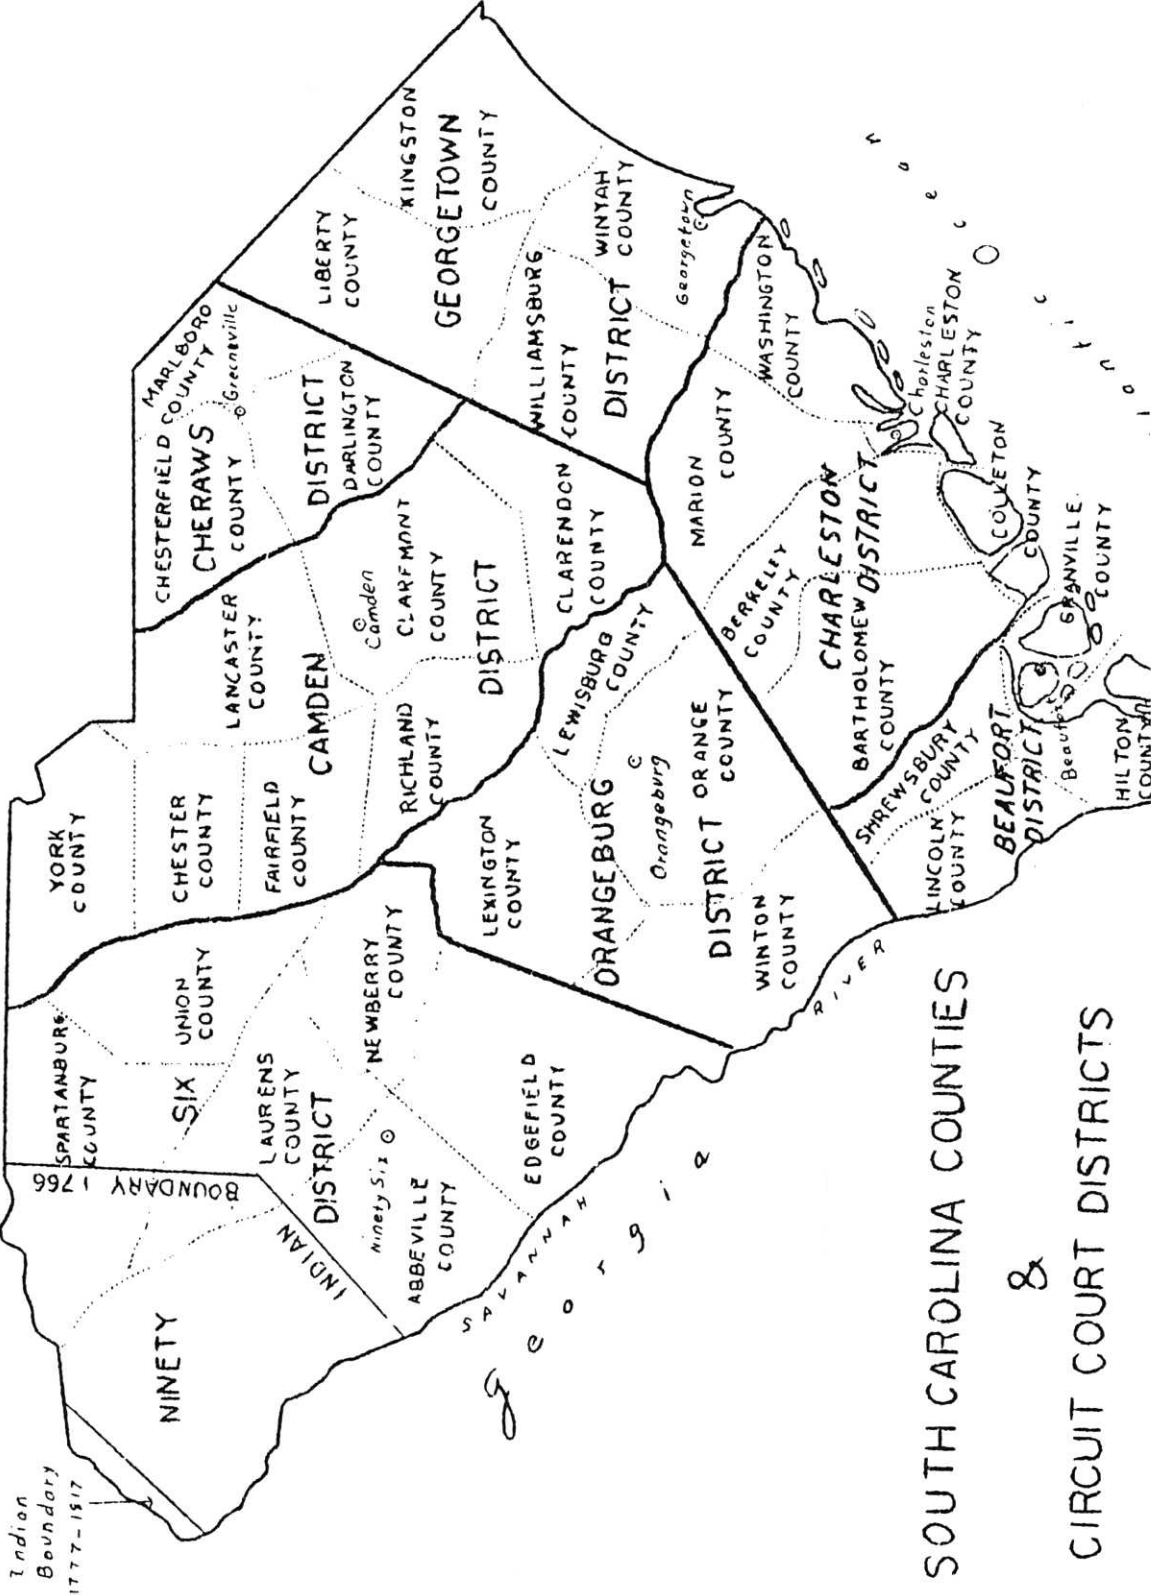 Indian
Boundary
1777-1817
NINETY
SIX
DISTRICT
INDIAN
BOUNDARY 1766
SPARTANBURG
COUNTY
UNION
COUNTY
LAURENS
COUNTY
NEWBERRY
COUNTY
Ninety Six
ABBEVILLE
COUNTY
EDGEFIELD
COUNTY
YORK
COUNTY
CHESTER
COUNTY
FAIRFIELD
COUNTY
LANCASTER
COUNTY
CAMDEN
DISTRICT
RICHLAND
COUNTY
Camden
CLARFMONT
COUNTY
CLARENDON
COUNTY
CHESTERFIELD
COUNTY
MARLBORO
COUNTY
CHERAWS
DISTRICT
Greenville
DARLINGTON
COUNTY
LIBERTY
COUNTY
KINGSTON
COUNTY
GEORGETOWN
DISTRICT
WILLIAMSBURG
COUNTY
WINYAH
COUNTY
Georgetown
LEXINGTON
COUNTY
LEWISBURG
COUNTY
ORANGEBURG
DISTRICT
Orangeburg
ORANGE
COUNTY
WINTON
COUNTY
MARION
COUNTY
WASHINGTON
COUNTY
BERKELEY
COUNTY
CHARLESTON
DISTRICT
Charleston
CHARLESTON
COUNTY
BARTHOLOMEW
COUNTY
COLLETON
COUNTY
SHREWSBURY
COUNTY
LINCOLN
COUNTY
BEAUFORT
DISTRICT
Beaufort
GRANVILLE
COUNTY
HILTON
COUNTY
SAVANNAH
RIVER
Georgia
lantic
Ocean
SOUTH CAROLINA COUNTIES
&
CIRCUIT COURT DISTRICTS